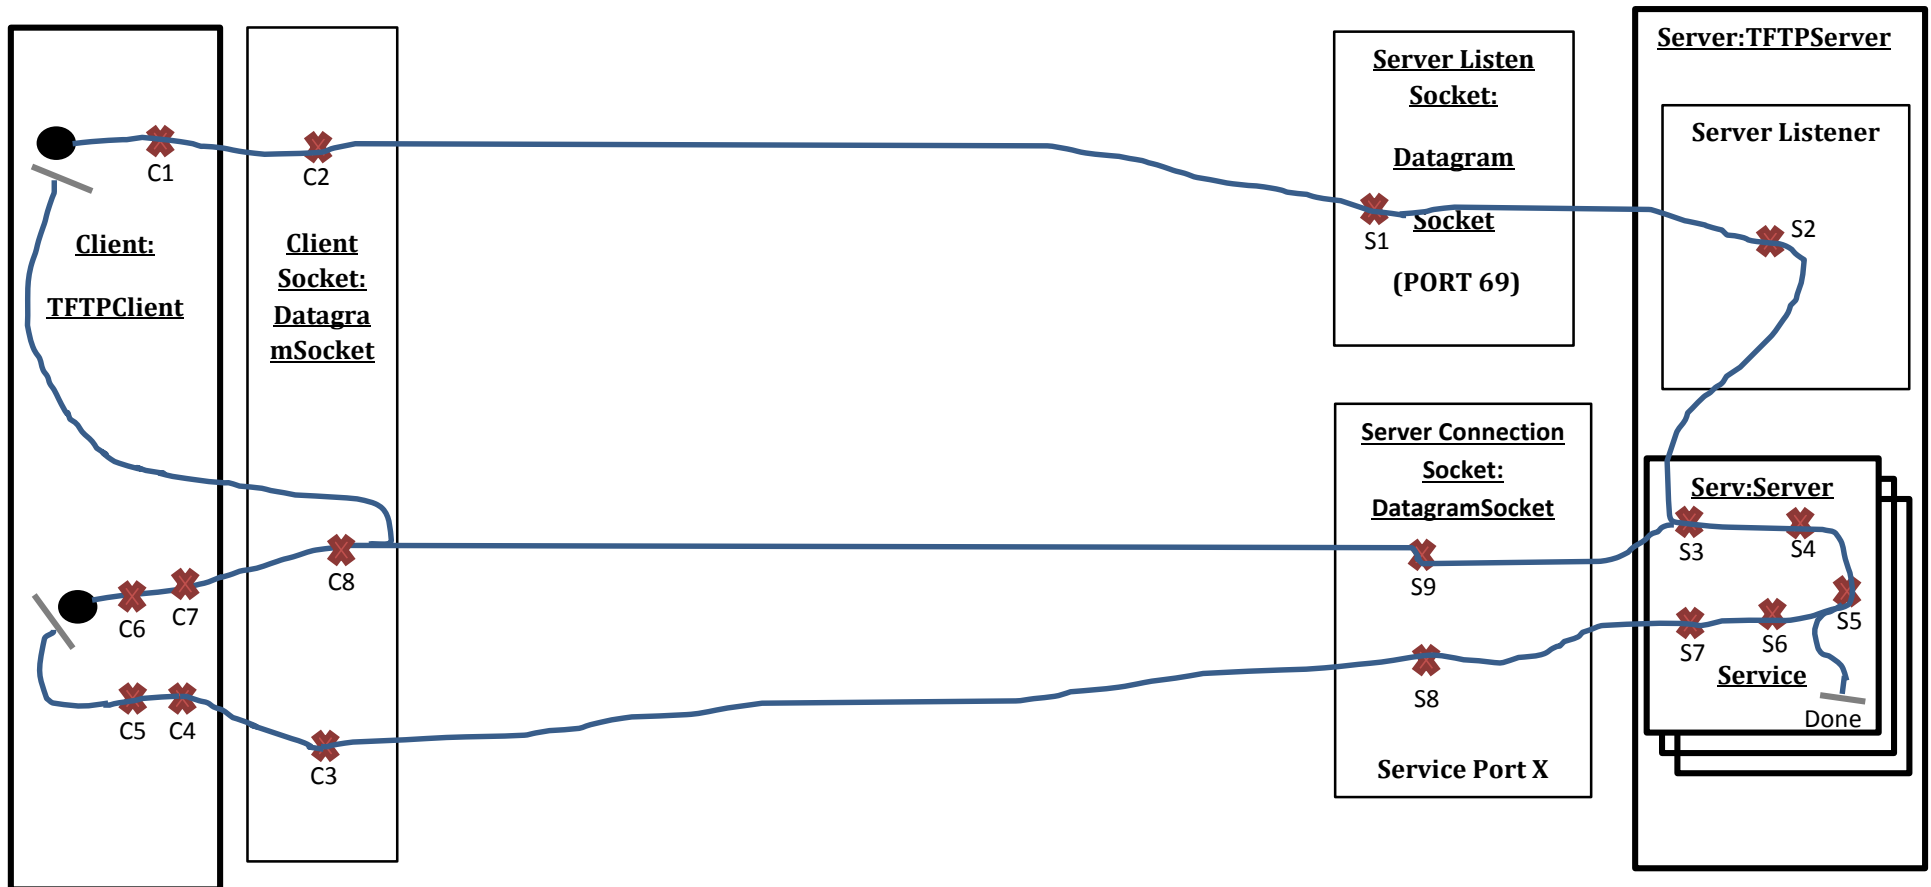 C1
Client:
TFTPClient
C6
C7
C5
C4
C2
Client
Socket:
Datagra
mSocket
C8
C3
Server Listen
Socket:
Datagram
Socket
S1
(PORT 69)
Server Connection
Socket:
DatagramSocket
S9
S8
Service Port X
Server:TFTPServer
Server Listener
S2
Serv:Server
S3
S4
S5
S7
S6
Service
Done